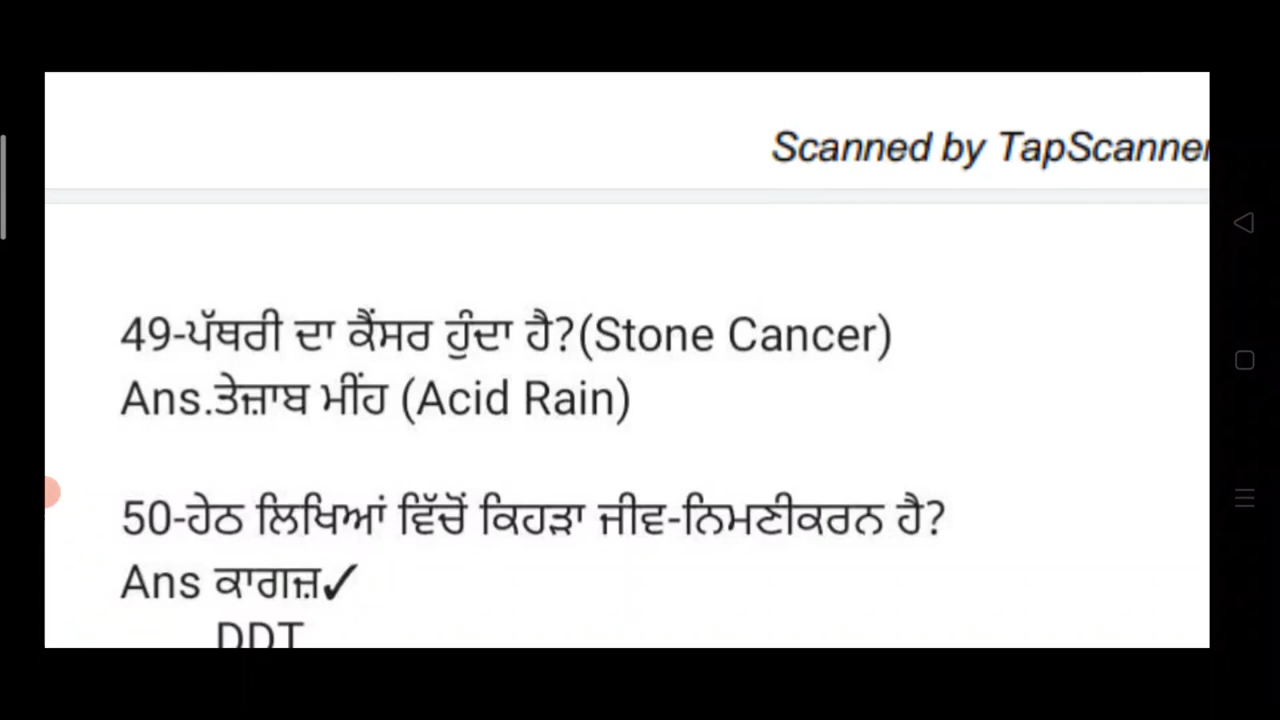 Scanned by TapScanner
49-ਪੱਥਰੀ ਦਾ ਕੈਂਸਰ ਹੁੰਦਾ ਹੈ?(Stone Cancer)
Ans.ਤੇਜ਼ਾਬ ਮੀਂਹ (Acid Rain)
50-ਹੇਠ ਲਿਖਿਆਂ ਵਿੱਚੋਂ ਕਿਹੜਾ ਜੀਵ-ਨਿਮਣੀਕਰਨ ਹੈ?
Ans ਕਾਗਜ਼✓
DDT